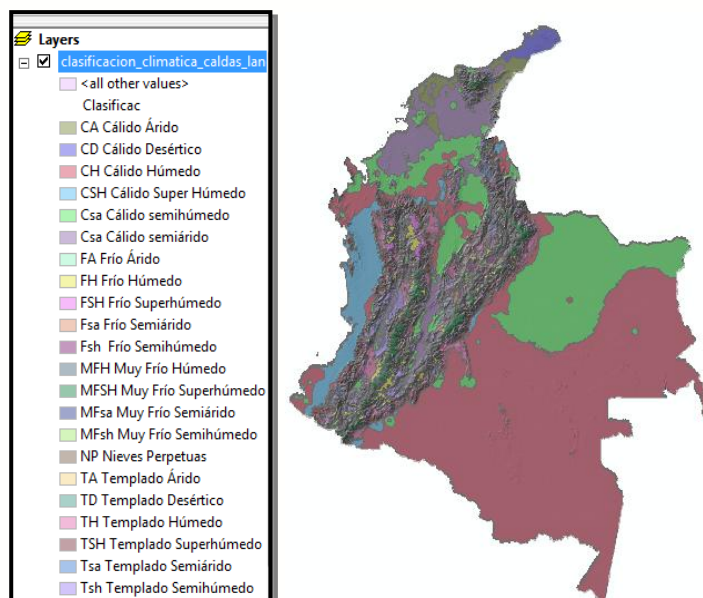 Layers
clasificacion_climatica_caldas_lan
<all other values>
Clasificac
CA Cálido Árido
CD Cálido Desértico
CH Cálido Húmedo
CSH Cálido Super Húmedo
Csa Cálido semihúmedo
Csa Cálido semiárido
FA Frío Árido
FH Frío Húmedo
FSH Frío Superhúmedo
Fsa Frío Semiárido
Fsh Frío Semihúmedo
MFH Muy Frío Húmedo
MFSH Muy Frío Superhúmedo
MFsa Muy Frío Semiárido
MFsh Muy Frío Semihúmedo
NP Nieves Perpetuas
TA Templado Árido
TD Templado Desértico
TH Templado Húmedo
TSH Templado Superhúmedo
Tsa Templado Semiárido
Tsh Templado Semihúmedo